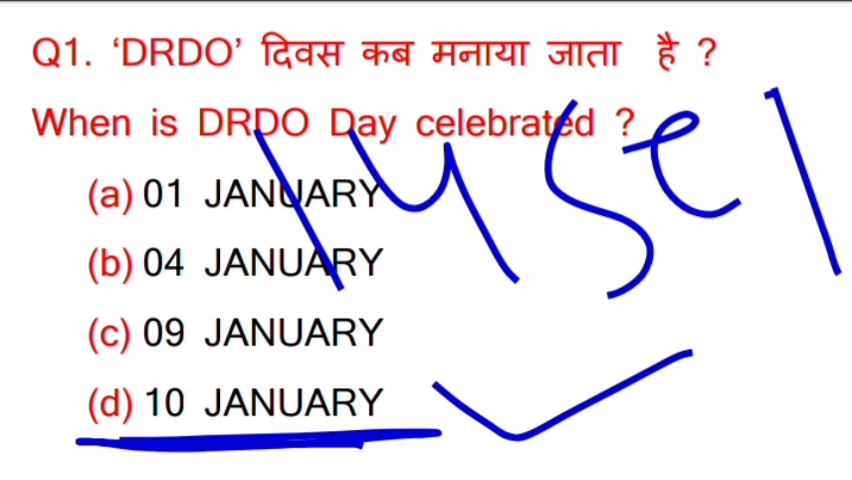 Q1. ‘DRDO’ दिवस कब मनाया जाता है ?
When is DRDO Day celebrated ?
(a) 01 JANUARY
(b) 04 JANUARY
(c) 09 JANUARY
(d) 10 JANUARY